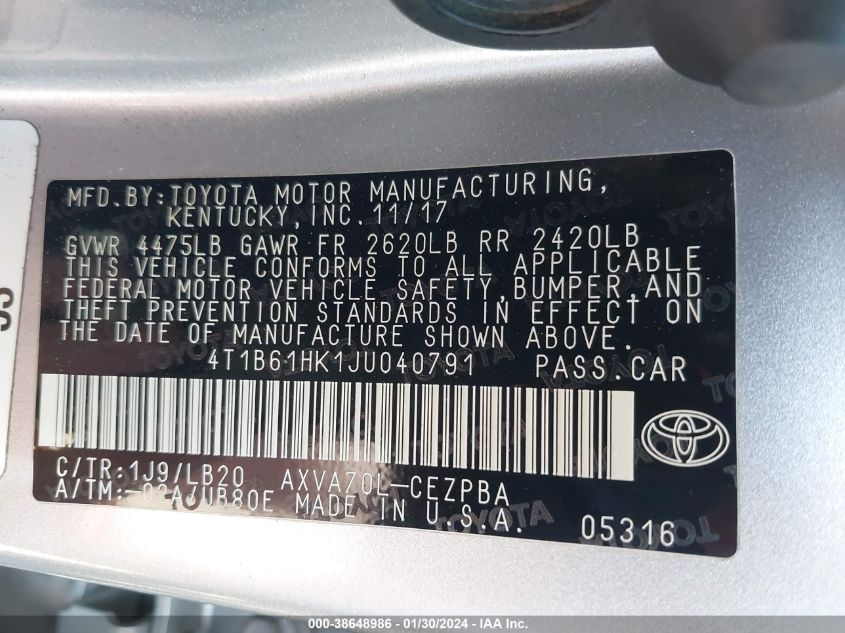 MFD.BY:TOYOTA MOTOR MANUFACTURING,
KENTUCKY,INC.11/17
GVWR 4475LB GAWR FR 2620LB RR 2420LB
THIS VEHICLE CONFORMS TO ALL APPLICABLE
FEDERAL MOTOR VEHICLE SAFETY,BUMPER,AND
THEFT PREVENTION STANDARDS IN EFFECT ON
THE DATE OF MANUFACTURE SHOWN ABOVE.
4T1B61HK1JU040791 PASS.CAR
C/TR:1J9/LB20 AXVA70L-CEZPBA
A/TM:-02A/UB80E MADE IN U.S.A.
05316
000-38648986 / 01/30/2024 / IAA Inc.